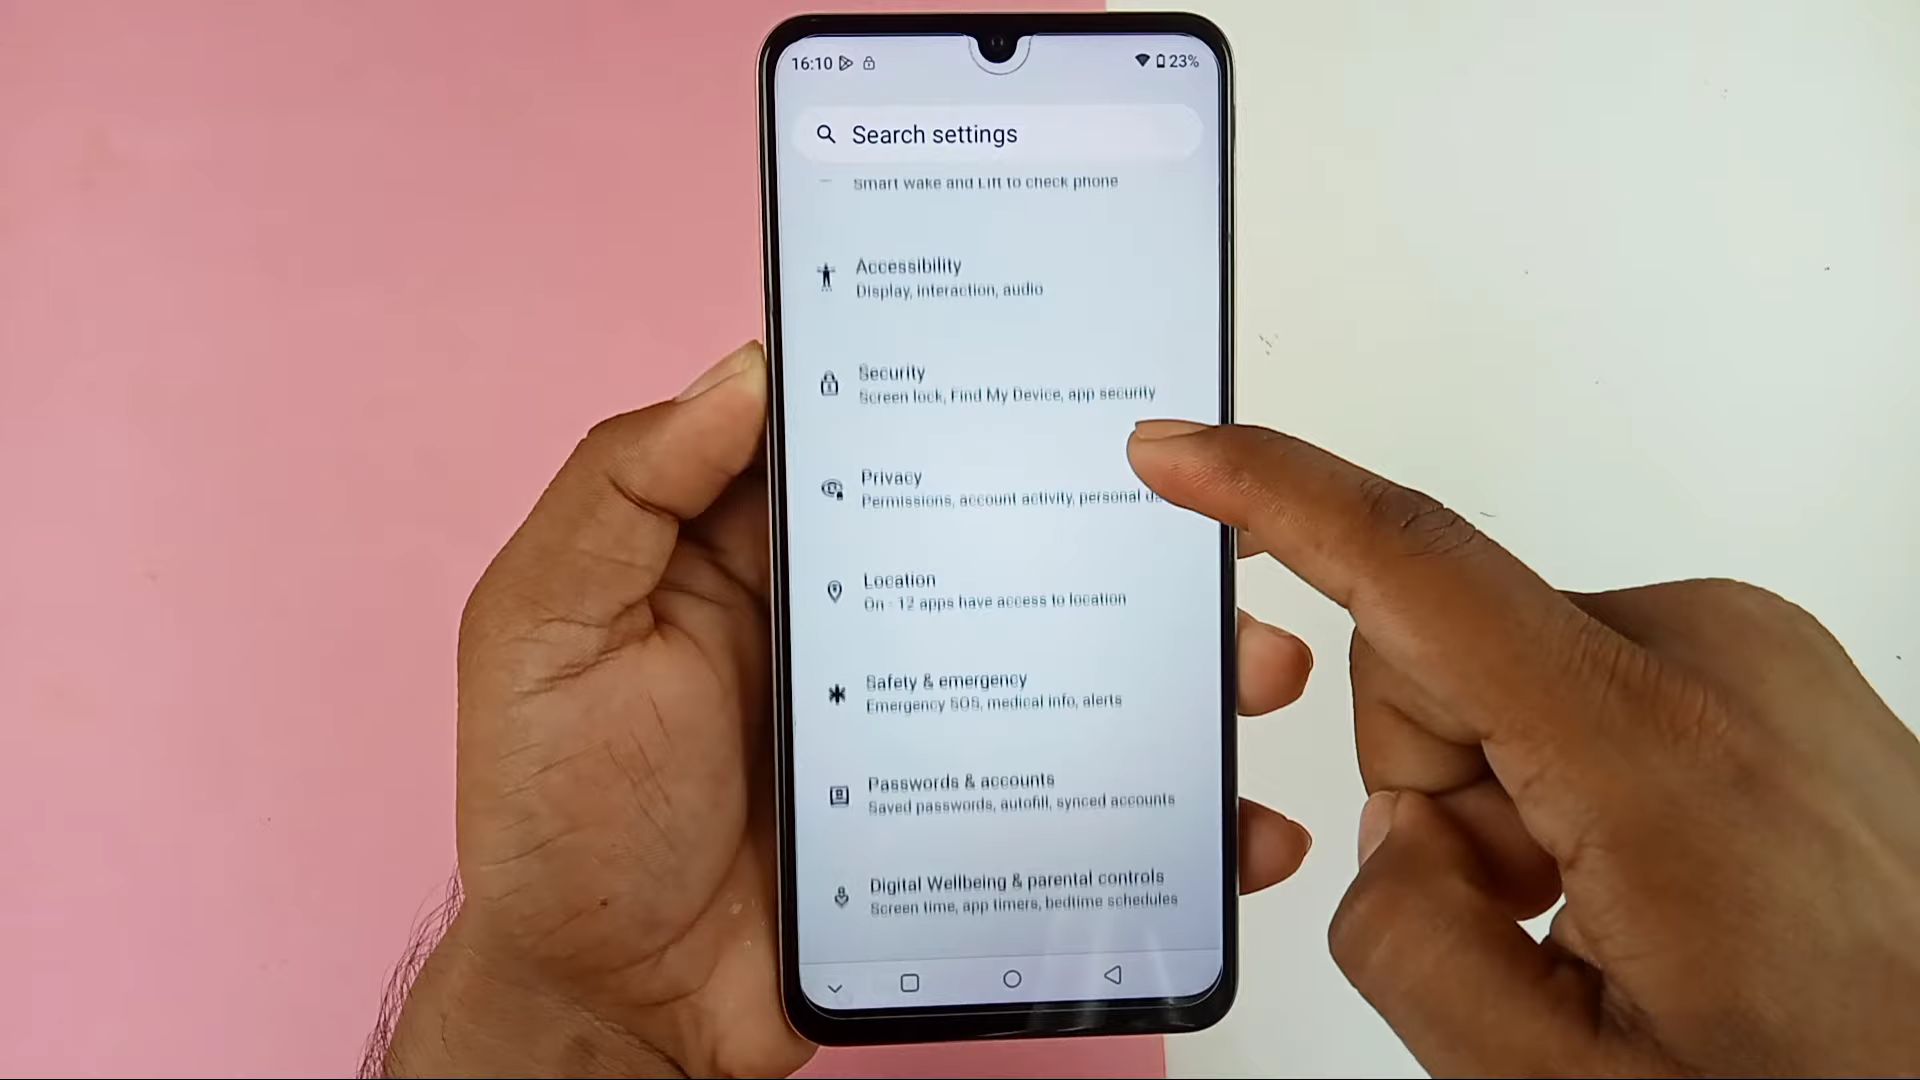 16:10
23%
Search settings
Smart wake and Lift to check phone
Accessibility
Display, interaction, audio
Security
Screen lock, Find My Device, app security
Privacy
Permissions, account activity, personal
Location
On - 12 apps have access to location
Safety & emergency
Emergency SOS, medical info, alerts
Passwords & accounts
Saved passwords, autofill, synced accounts
Digital Wellbeing & parental controls
Screen time, app timers, bedtime schedules